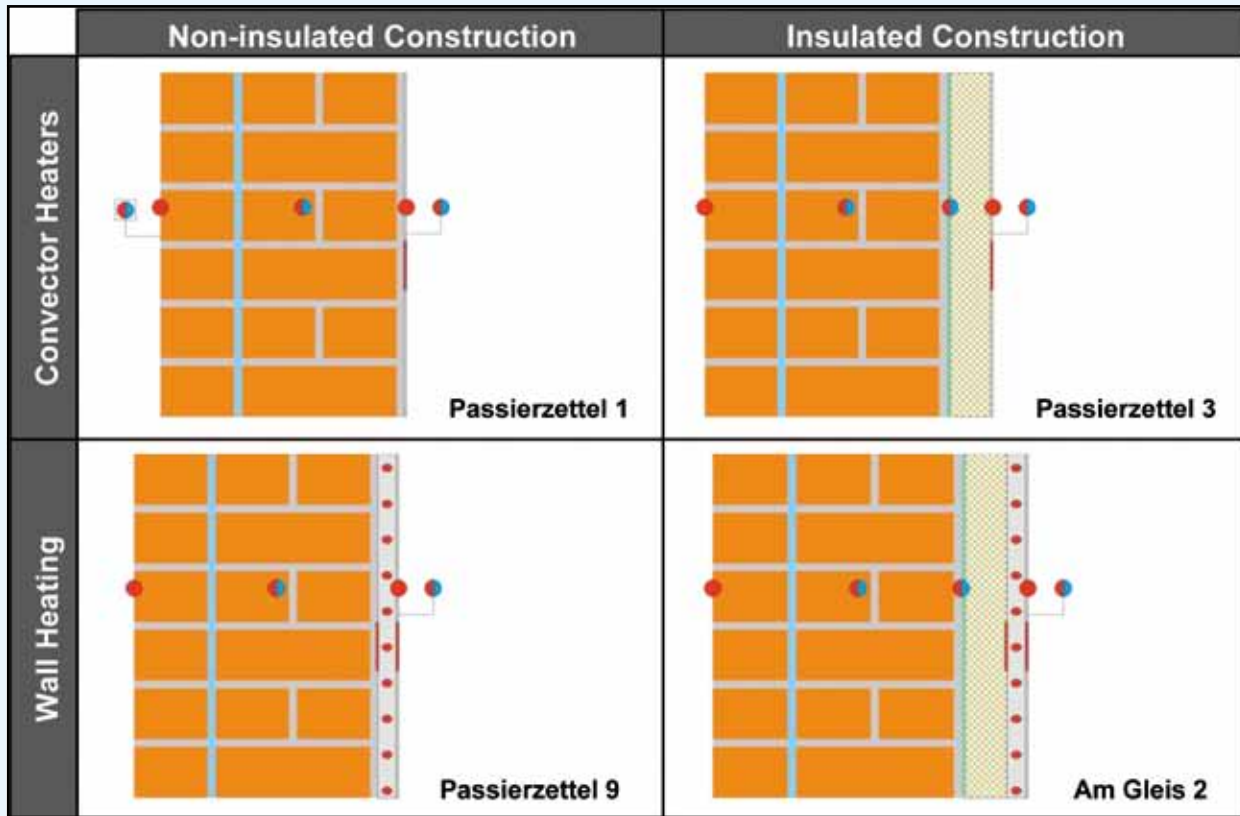 Non-insulated Construction
Insulated Construction
Convector Heaters
Passierzettel 1
Passierzettel 3
Wall Heating
Passierzettel 9
Am Gleis 2